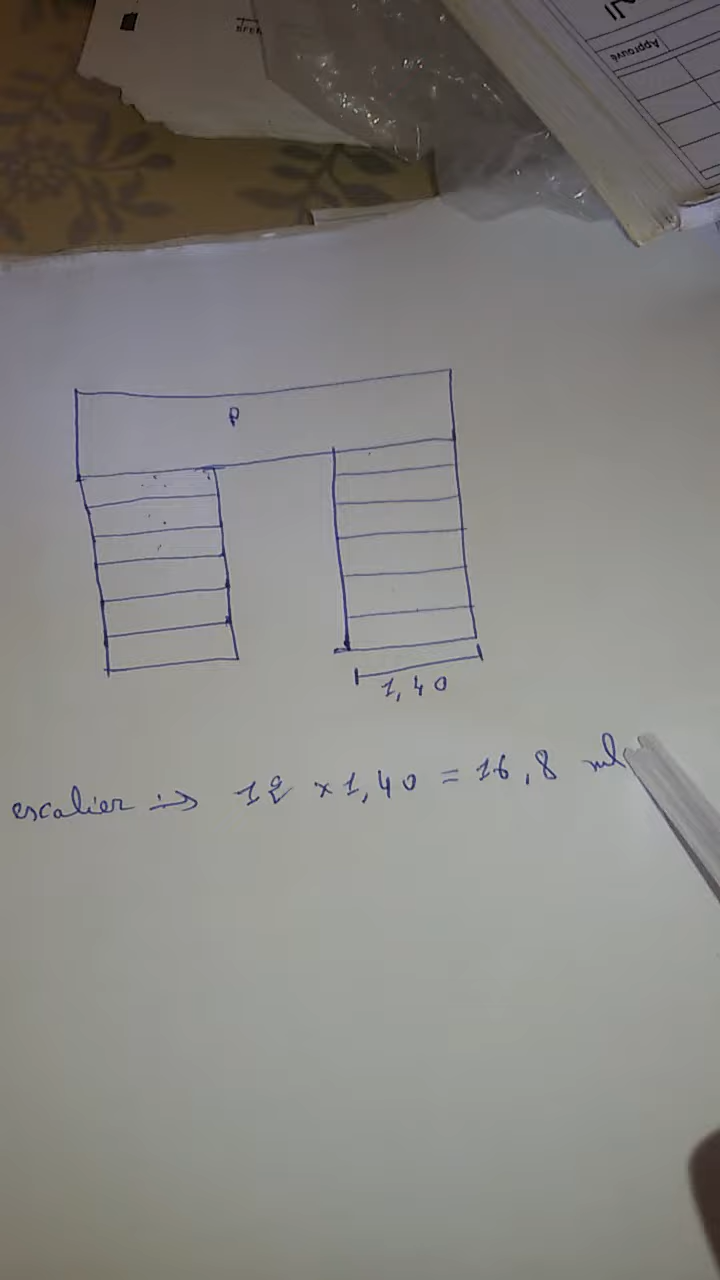 Approuvé
P
1,40
escalier => 12 × 1,40 = 16,8 ml